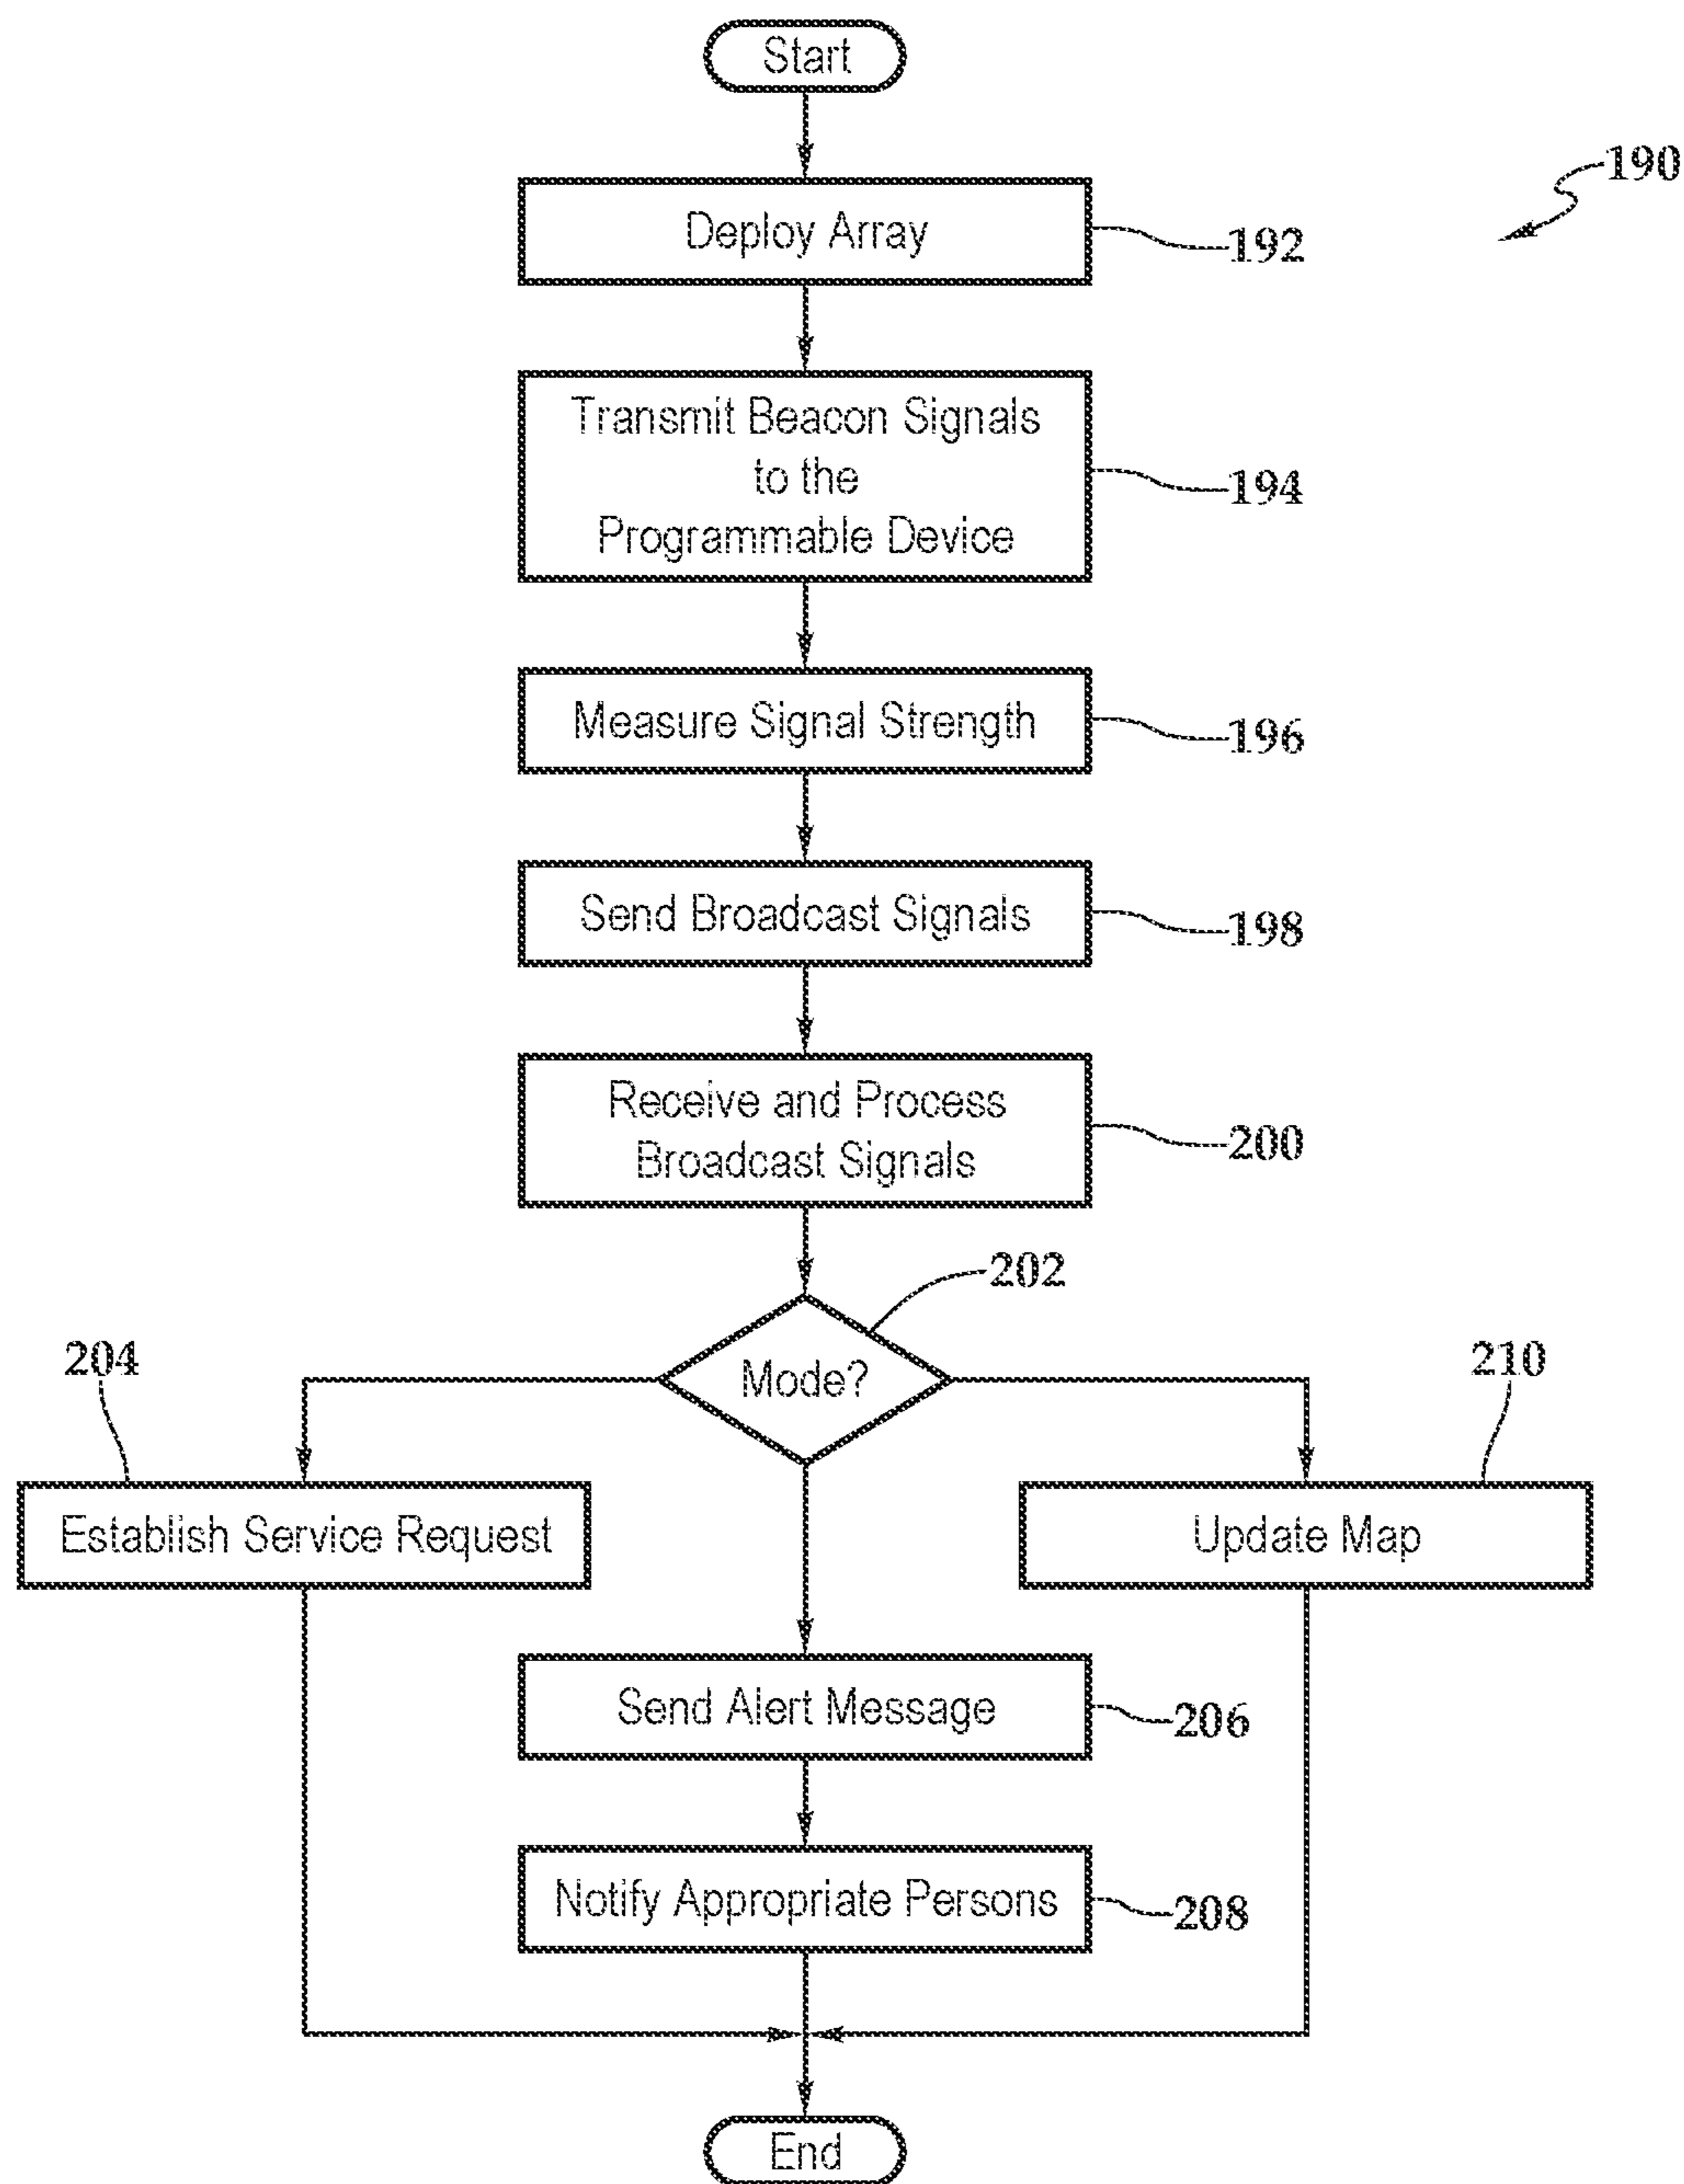 Start
190
Deploy Array
192
Transmit Beacon Signals
to the
Programmable Device
194
Measure Signal Strength
196
Send Broadcast Signals
198
Receive and Process
Broadcast Signals
200
202
Mode?
204
210
Establish Service Request
Update Map
Send Alert Message
206
Notify Appropriate Persons
208
End